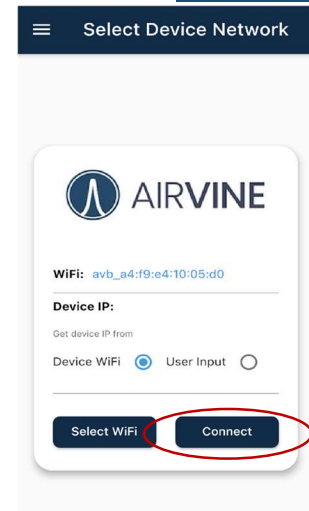 Select Device Network
AIRVINE
WiFi: avb_a4:f9:e4:10:05:d0
Device IP:
Get device IP from
Device WiFi User Input
Select WiFi Connect